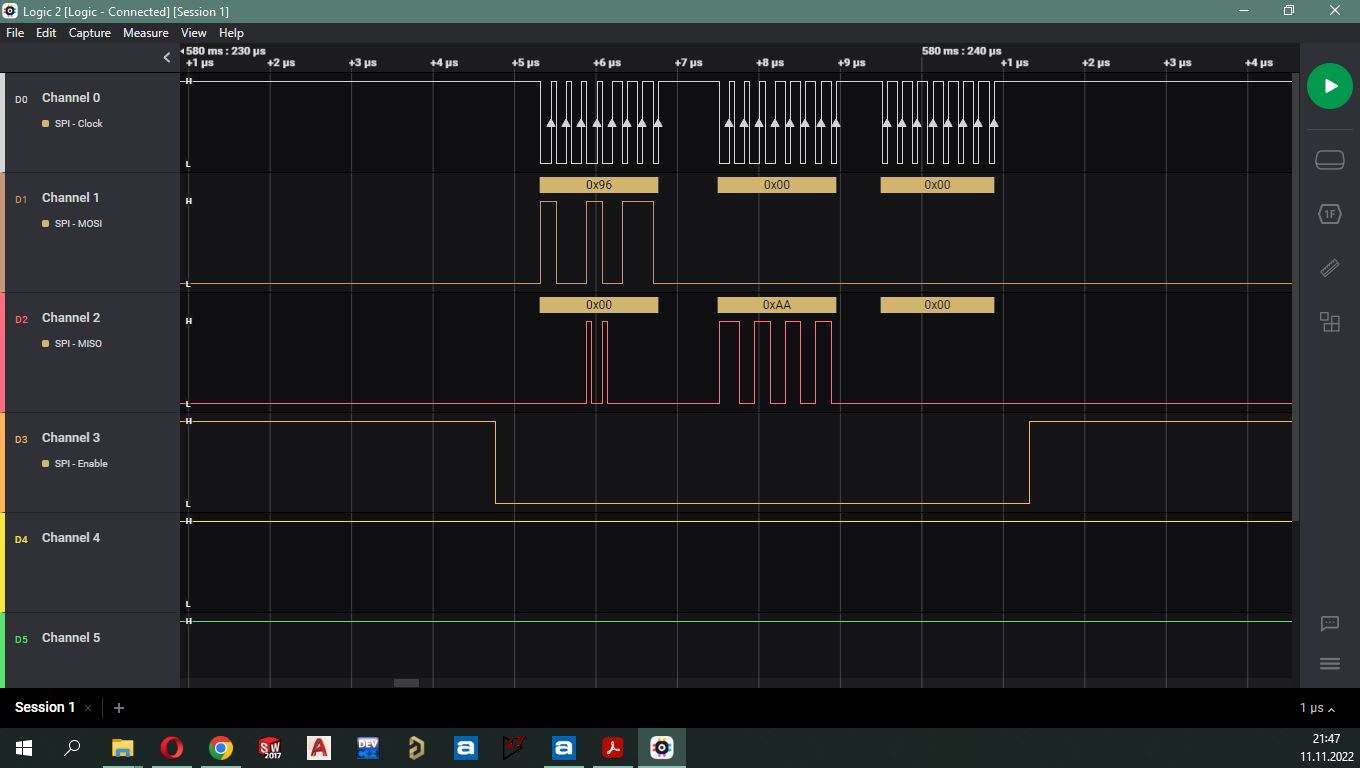 Logic 2 [Logic - Connected] [Session 1]
File Edit Capture Measure View Help
580 ms : 230 µs 580 ms : 240 µs
+1 µs +2 µs +3 µs +4 µs +5 µs +6 µs +7 µs +8 µs +9 µs +1 µs +2 µs +3 µs +4 µs
H
D0 Channel 0
SPI - Clock
L
0x96 0x00 0x00
D1 Channel 1
H
SPI - MOSI
L
0x00 0xAA 0x00
D2 Channel 2
H
SPI - MISO
L
H
D3 Channel 3
SPI - Enable
L
H
D4 Channel 4
L
H
D5 Channel 5
1F
Session 1
1 µs
SW
2017
A
DEV
a
a
21:47
11.11.2022